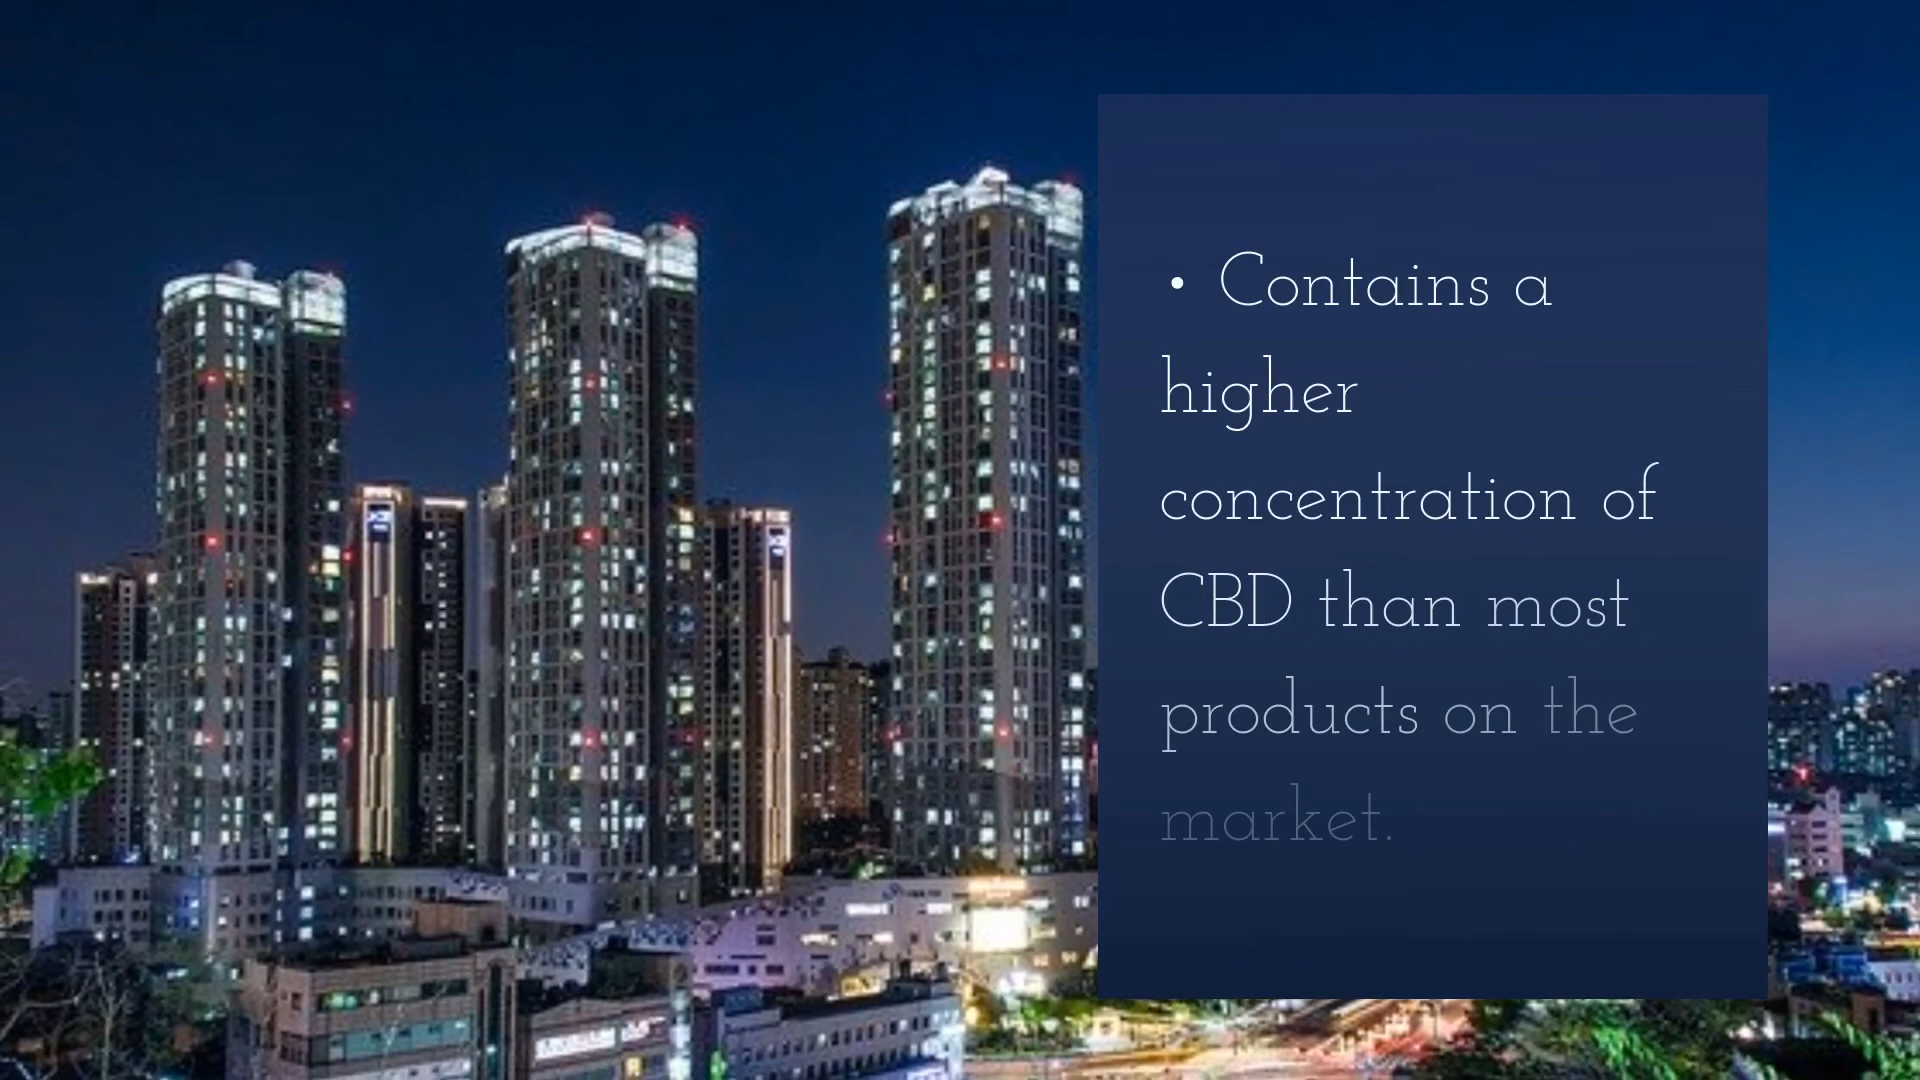 • Contains a
higher
concentration of
CBD than most
products on the
market.